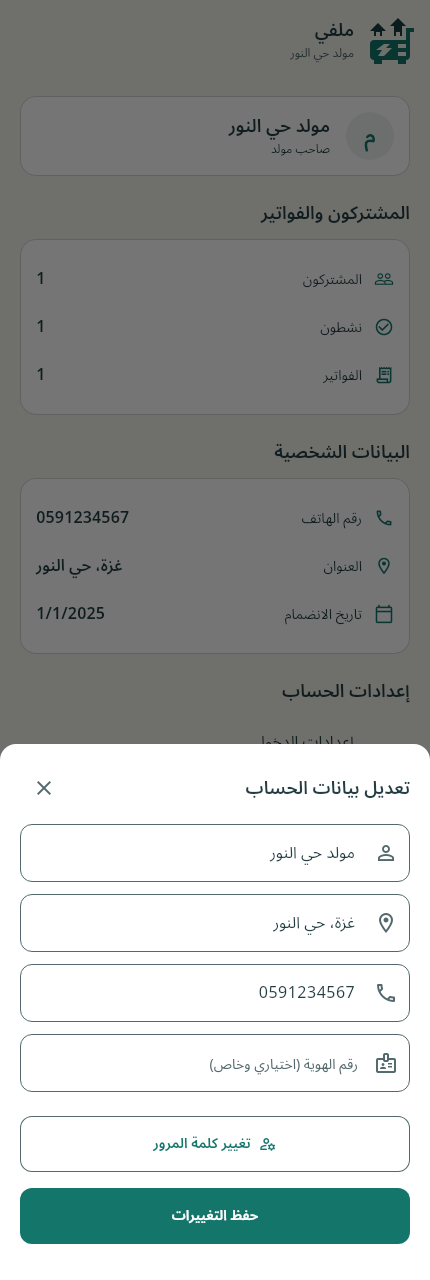 ملفي
مولد حي النور
م
مولد حي النور
صاحب مولد
المشتركون والفواتير
المشتركون 1
نشطون 1
الفواتير 1
البيانات الشخصية
رقم الهاتف 0591234567
العنوان غزة، حي النور
تاريخ الانضمام 1/1/2025
إعدادات الحساب
إعدادات الدخول
تعديل بيانات الحساب
مولد حي النور
غزة، حي النور
0591234567
رقم الهوية (اختياري وخاص)
تغيير كلمة المرور
حفظ التغييرات